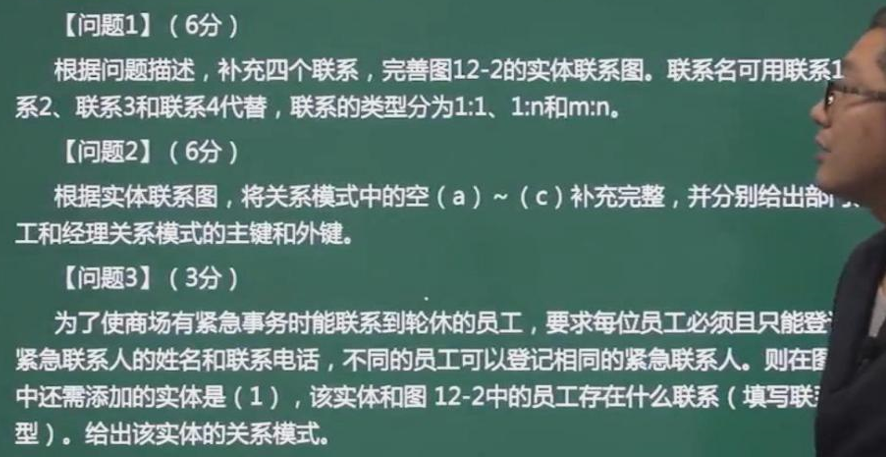 【问题1】（6分）
根据问题描述，补充四个联系，完善图12-2的实体联系图。联系名可用联系1
系2、联系3和联系4代替，联系的类型分为1:1、1:n和m:n。
【问题2】（6分）
根据实体联系图，将关系模式中的空（a）~（c）补充完整，并分别给出部门、
工和经理关系模式的主键和外键。
【问题3】（3分）
为了使商场有紧急事务时能联系到轮休的员工，要求每位员工必须且只能登
紧急联系人的姓名和联系电话，不同的员工可以登记相同的紧急联系人。则在图
中还需添加的实体是（1），该实体和图 12-2中的员工存在什么联系（填写联
型）。给出该实体的关系模式。